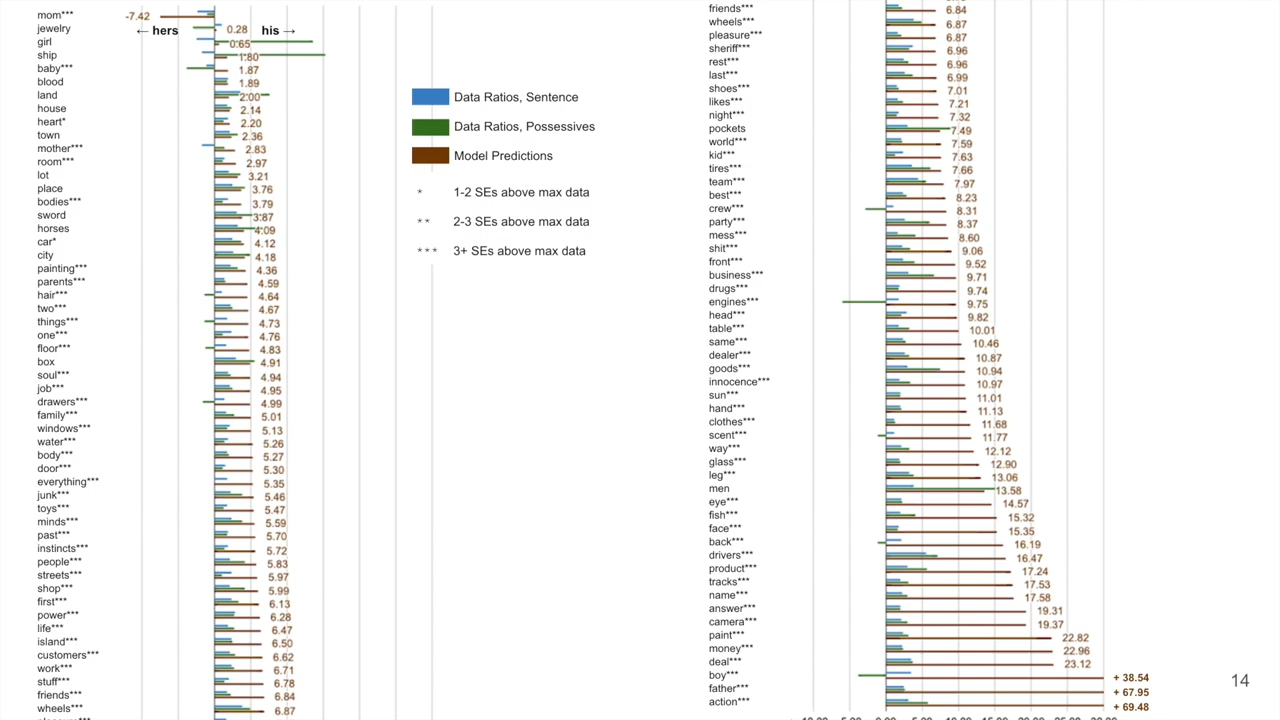 mom*** -7.42
← hers his →
jewelry 0.28
girl 0.65
ship 1.80
baby*** 1.87
blood 1.89
land 2.00
house 2.14
heart* 2.20
town 2.36
mother*** 2.83
room*** 2.97
lot 3.21
place 3.76
bodies*** 3.79
sword 3.87
horses 4.09
car* 4.12
city 4.18
painting*** 4.36
parents*** 4.59
hair*** 4.64
two*** 4.67
things*** 4.73
one*** 4.76
floor*** 4.83
box 4.91
soul*** 4.94
job*** 4.95
drawers*** 4.99
family*** 5.01
windows*** 5.13
water*** 5.26
body*** 5.27
door*** 5.30
everything*** 5.35
junk*** 5.46
toys*** 5.47
minds*** 5.59
past*** 5.70
instincts*** 5.72
people*** 5.83
streets*** 5.97
shop*** 5.99
first*** 6.13
power*** 6.28
life*** 6.47
island*** 6.50
customers*** 6.62
work*** 6.71
stuff*** 6.78
friends*** 6.84
wheels*** 6.87
Data Ratios, Sentence
Data Ratios, Possessives
Model Predictions
* 1-2 SEs above max data
** 2-3 SEs above max data
*** 3+ SEs above max data
friends*** 6.84
wheels*** 6.87
pleasure*** 6.87
sheriff*** 6.96
rest*** 6.96
last*** 6.99
shoes*** 7.01
likes*** 7.21
night*** 7.32
pockets 7.49
world*** 7.59
kid*** 7.63
tires*** 7.66
team*** 7.97
best*** 8.23
crew*** 8.31
party*** 8.37
mess*** 8.60
shit*** 9.06
front*** 9.52
business*** 9.71
drugs*** 9.74
engines*** 9.75
head*** 9.82
table*** 10.01
same*** 10.46
dealer*** 10.87
goods*** 10.94
innocence*** 10.97
sun*** 11.01
hand*** 11.13
clothes*** 11.68
scent*** 11.77
way*** 12.12
glass*** 12.90
leg*** 13.06
men 13.58
eye*** 14.57
fish*** 15.32
face*** 15.35
back*** 16.19
drivers*** 16.47
product*** 17.24
tracks*** 17.53
name*** 17.58
answer*** 19.31
camera*** 19.37
paint*** 22.82
money*** 22.96
deal*** 23.12
boy*** + 38.54
father*** + 67.95
action*** + 69.48
14